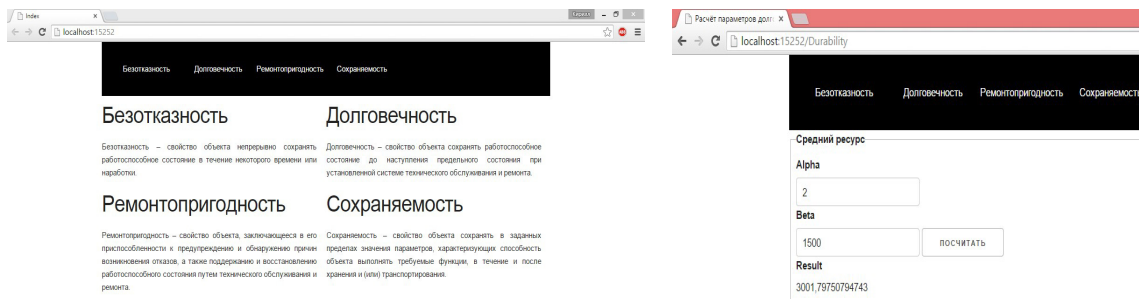 Index
localhost:15252
Безотказность Долговечность Ремонтопригодность Сохраняемость
Безотказность
Безотказность – свойство объекта непрерывно сохранять
работоспособное состояние в течение некоторого времени или
наработки.
Долговечность
Долговечность – свойство объекта сохранять работоспособное
состояние до наступления предельного состояния при
установленной системе технического обслуживания и ремонта.
Ремонтопригодность
Ремонтопригодность – свойство объекта, заключающееся в его
приспособленности к предупреждению и обнаружению причин
возникновения отказов, а также поддержанию и восстановлению
работоспособного состояния путем технического обслуживания и
ремонта.
Сохраняемость
Сохраняемость – свойство объекта сохранять в заданных
пределах значения параметров, характеризующих способность
объекта выполнять требуемые функции, в течение и после
хранения и (или) транспортирования.
Расчёт параметров долг
localhost:15252/Durability
Безотказность Долговечность Ремонтопригодность Сохраняемость
Средний ресурс
Alpha
2
Beta
1500 ПОСЧИТАТЬ
Result
3001,79750794743